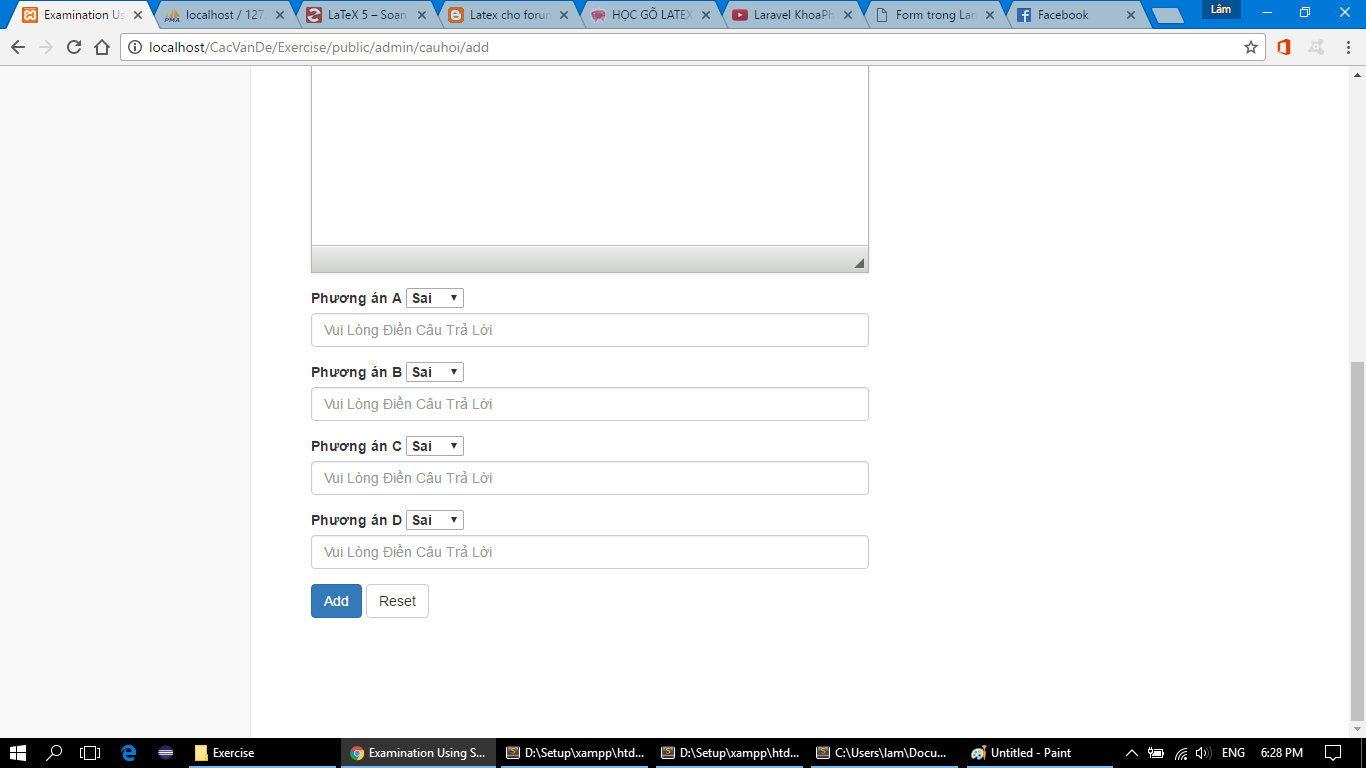 Examination Us
localhost / 127.
LaTeX 5 – Soan
Latex cho forun
HỌC GÕ LATEX
Laravel KhoaPh
Form trong Lar
Facebook
Lâm
localhost/CacVanDe/Exercise/public/admin/cauhoi/add
Phương án A Sai
Vui Lòng Điền Câu Trả Lời
Phương án B Sai
Vui Lòng Điền Câu Trả Lời
Phương án C Sai
Vui Lòng Điền Câu Trả Lời
Phương án D Sai
Vui Lòng Điền Câu Trả Lời
Add Reset
Exercise
Examination Using S...
D:\Setup\xampp\htd...
D:\Setup\xampp\htd...
C:\Users\lam\Docu...
Untitled - Paint
ENG
6:28 PM